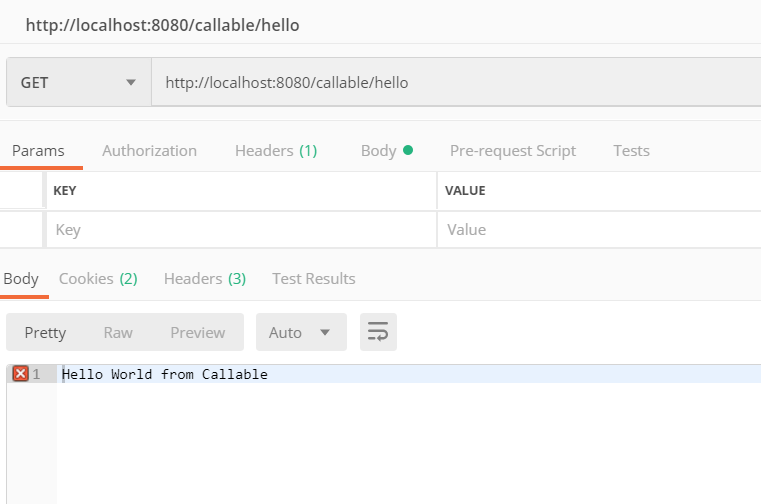 http://localhost:8080/callable/hello
GET http://localhost:8080/callable/hello
Params Authorization Headers (1) Body Pre-request Script Tests
KEY VALUE
Key Value
Body Cookies (2) Headers (3) Test Results
Pretty Raw Preview Auto
1 Hello World from Callable